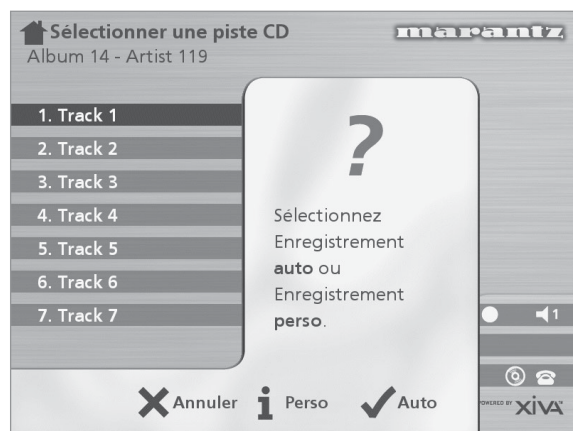 Sélectionner une piste CD
marantz
Album 14 - Artist 119
1. Track 1
2. Track 2
3. Track 3
4. Track 4
5. Track 5
6. Track 6
7. Track 7
?
Sélectionnez
Enregistrement
auto ou
Enregistrement
perso.
1
Annuler
i Perso
Auto
POWERED BY XiVA